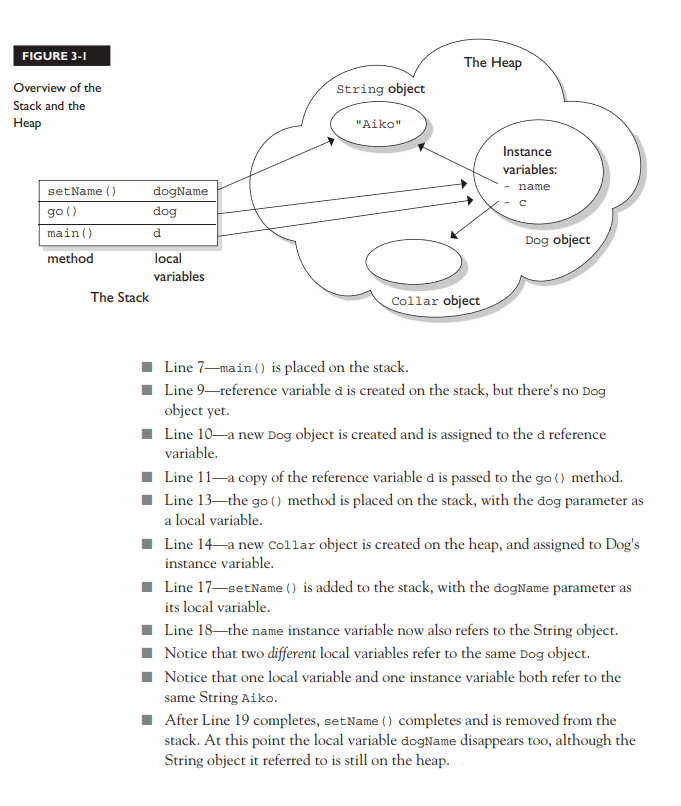 FIGURE 3-1
Overview of the
Stack and the
Heap
The Heap
String object
"Aiko"
Instance
variables:
- name
- c
Dog object
Collar object
setName() dogName
go() dog
main() d
method local
variables
The Stack
■ Line 7—main() is placed on the stack.
■ Line 9—reference variable d is created on the stack, but there's no Dog
object yet.
■ Line 10—a new Dog object is created and is assigned to the d reference
variable.
■ Line 11—a copy of the reference variable d is passed to the go() method.
■ Line 13—the go() method is placed on the stack, with the dog parameter as
a local variable.
■ Line 14—a new Collar object is created on the heap, and assigned to Dog's
instance variable.
■ Line 17—setName() is added to the stack, with the dogName parameter as
its local variable.
■ Line 18—the name instance variable now also refers to the String object.
■ Notice that two different local variables refer to the same Dog object.
■ Notice that one local variable and one instance variable both refer to the
same String Aiko.
■ After Line 19 completes, setName() completes and is removed from the
stack. At this point the local variable dogName disappears too, although the
String object it referred to is still on the heap.